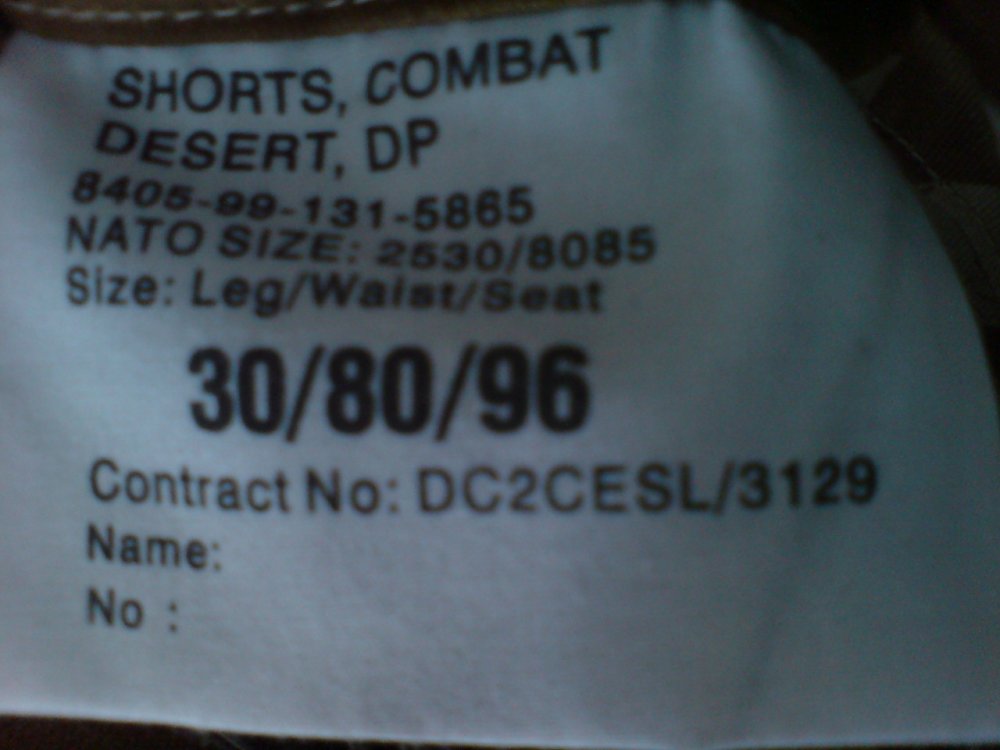 SHORTS, COMBAT
DESERT, DP
8405-99-131-5865
NATO SIZE: 2530/8085
Size: Leg/Waist/Seat
30/80/96
Contract No: DC2CESL/3129
Name:
No :